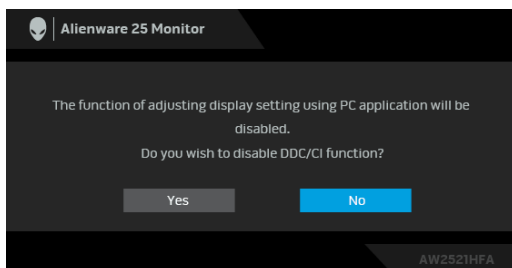 Alienware 25 Monitor
The function of adjusting display setting using PC application will be
disabled.
Do you wish to disable DDC/CI function?
Yes No
AW2521HFA